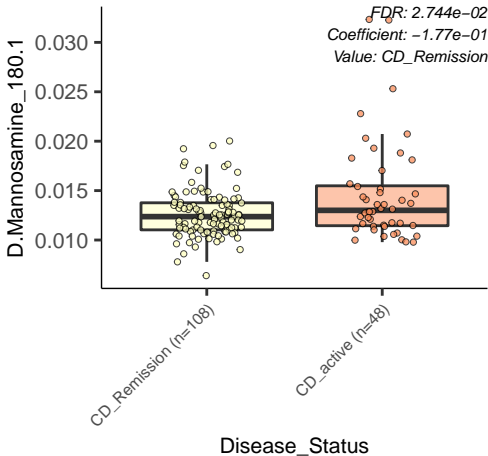 FDR: 2.744e−02
Coefficient: −1.77e−01
Value: CD_Remission
D.Mannosamine_180.1
0.030
0.025
0.020
0.015
0.010
CD_Remission (n=108)
CD_active (n=48)
Disease_Status